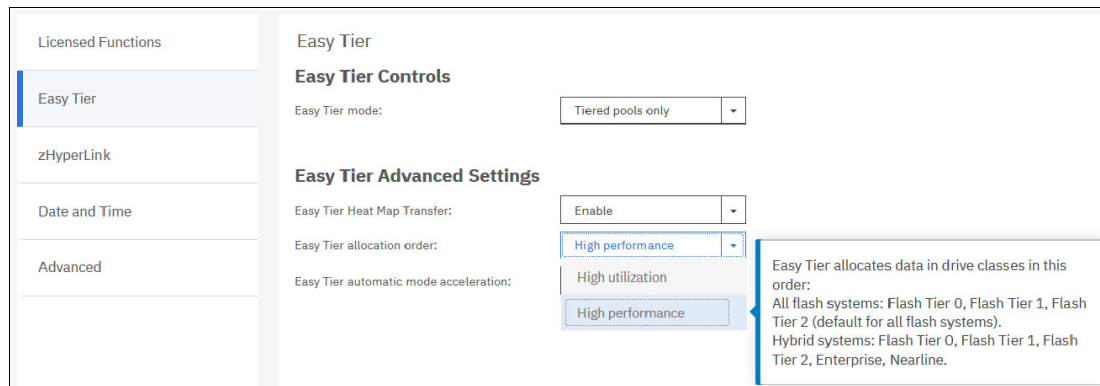 Licensed Functions
Easy Tier
zHyperLink
Date and Time
Advanced
Easy Tier
Easy Tier Controls
Easy Tier mode:
Tiered pools only
Easy Tier Advanced Settings
Easy Tier Heat Map Transfer:
Enable
Easy Tier allocation order:
High performance
Easy Tier automatic mode acceleration:
High utilization
High performance
Easy Tier allocates data in drive classes in this
order:
All flash systems: Flash Tier 0, Flash Tier 1, Flash
Tier 2 (default for all flash systems).
Hybrid systems: Flash Tier 0, Flash Tier 1, Flash
Tier 2, Enterprise, Nearline.